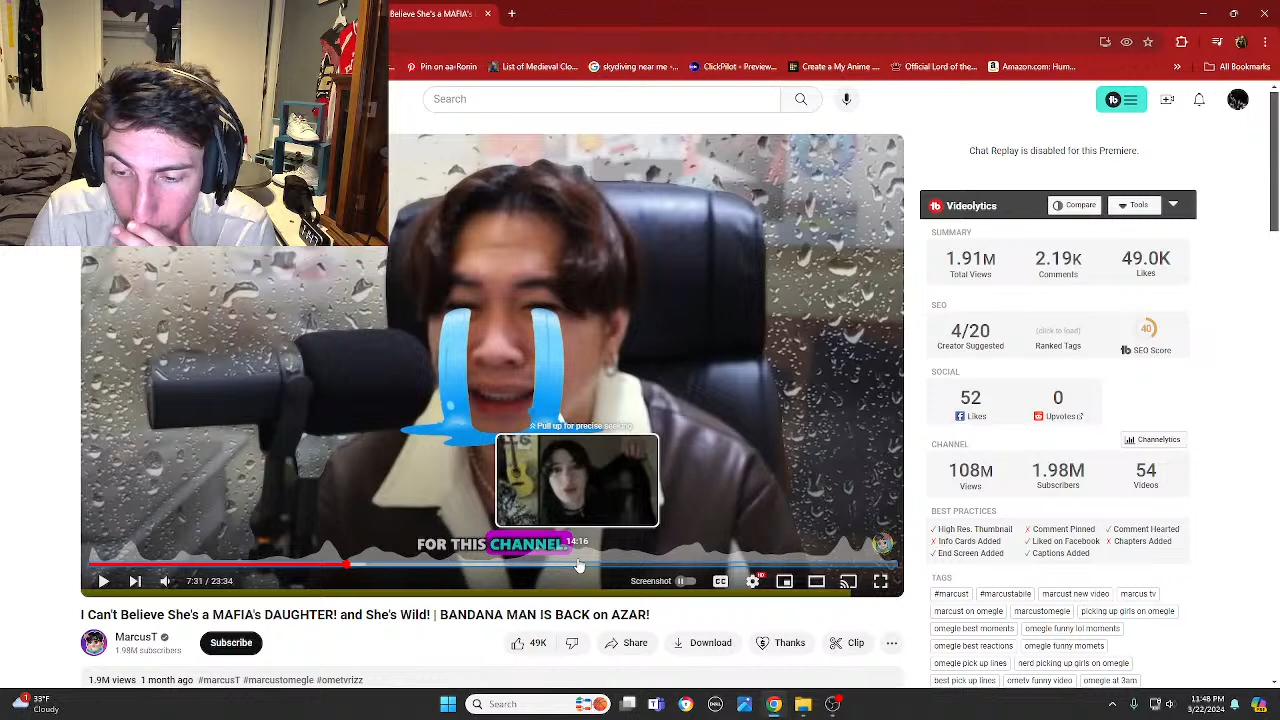 Believe She's a MAFIA's
Pin on aa-Ronin
List of Medieval Clo...
skydiving near me -...
ClickPilot - Preview...
Create a My Anime ...
Official Lord of the...
Amazon.com: Hum...
All Bookmarks
Search
Chat Replay is disabled for this Premiere.
Videolytics
Compare
Tools
SUMMARY
1.91M
2.19K
49.0K
Total Views
Comments
Likes
SEO
4/20
(click to load)
40
Creator Suggested
Ranked Tags
SEO Score
SOCIAL
52
0
Likes
Upvotes
CHANNEL
Channelytics
108M
1.98M
54
Views
Subscribers
Videos
BEST PRACTICES
✓ High Res. Thumbnail
✕ Comment Pinned
✓ Comment Hearted
✕ Info Cards Added
✕ Liked on Facebook
✕ Chapters Added
✓ End Screen Added
✓ Captions Added
TAGS
#marcust
#marcustabile
marcust new video
marcus tv
marcust on omegle
marcustomegle
picking up girls on omegle
omegle best moments
omegle funny lol moments
omegle best reactions
omegle funny momets
omegle pick up lines
nerd picking up girls on omegle
best pick up lines
ometv funny video
omegle at 3am
Pull up for precise seeking
FOR THIS CHANNEL.
14:16
7:31 / 23:34
Screenshot
CC
HD
I Can't Believe She's a MAFIA's DAUGHTER! and She's Wild! | BANDANA MAN IS BACK on AZAR!
MarcusT
1.98M subscribers
Subscribe
49K
Share
Download
Thanks
Clip
1.9M views 1 month ago #marcusT #marcustomegle #ometvrizz
33°F
Cloudy
Search
11:48 PM